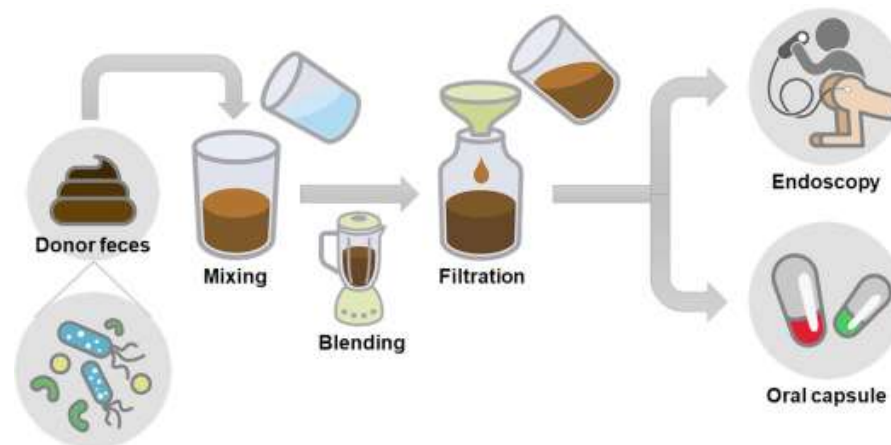 Donor feces
Mixing
Blending
Filtration
Endoscopy
Oral capsule